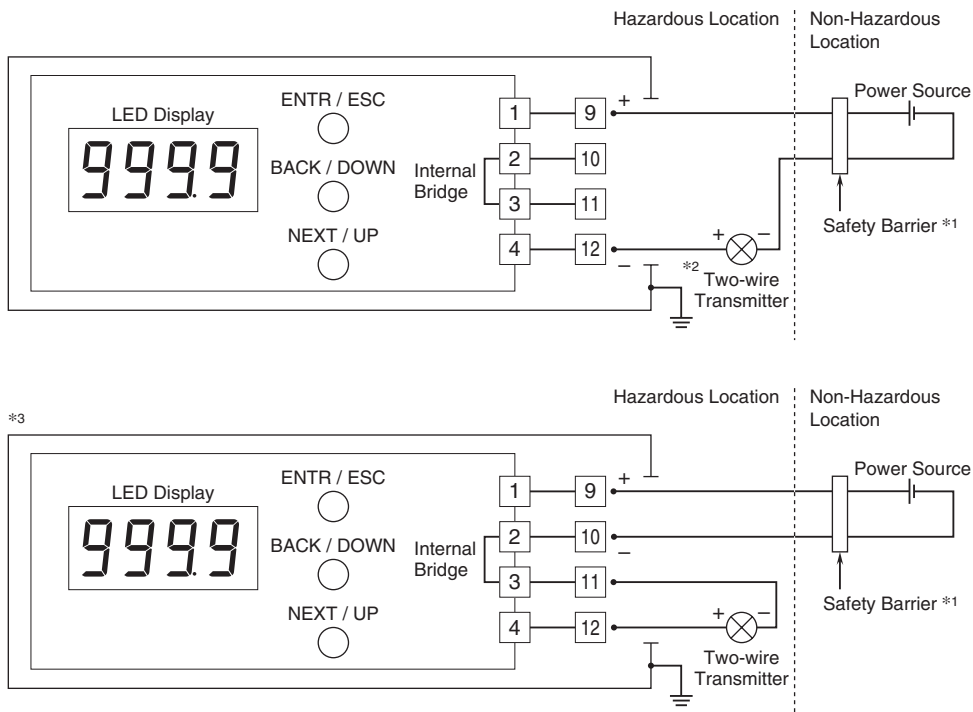 Hazardous Location
Non-Hazardous
Location
Power Source
ENTR / ESC
LED Display
999.9
BACK / DOWN
NEXT / UP
Internal
Bridge
1
2
3
4
9
10
11
12
+
−
+ −
*2
Two-wire
Transmitter
Safety Barrier *1
*3
Hazardous Location
Non-Hazardous
Location
Power Source
ENTR / ESC
LED Display
999.9
BACK / DOWN
NEXT / UP
Internal
Bridge
1
2
3
4
9
10
11
12
+
−
+ −
Two-wire
Transmitter
Safety Barrier *1